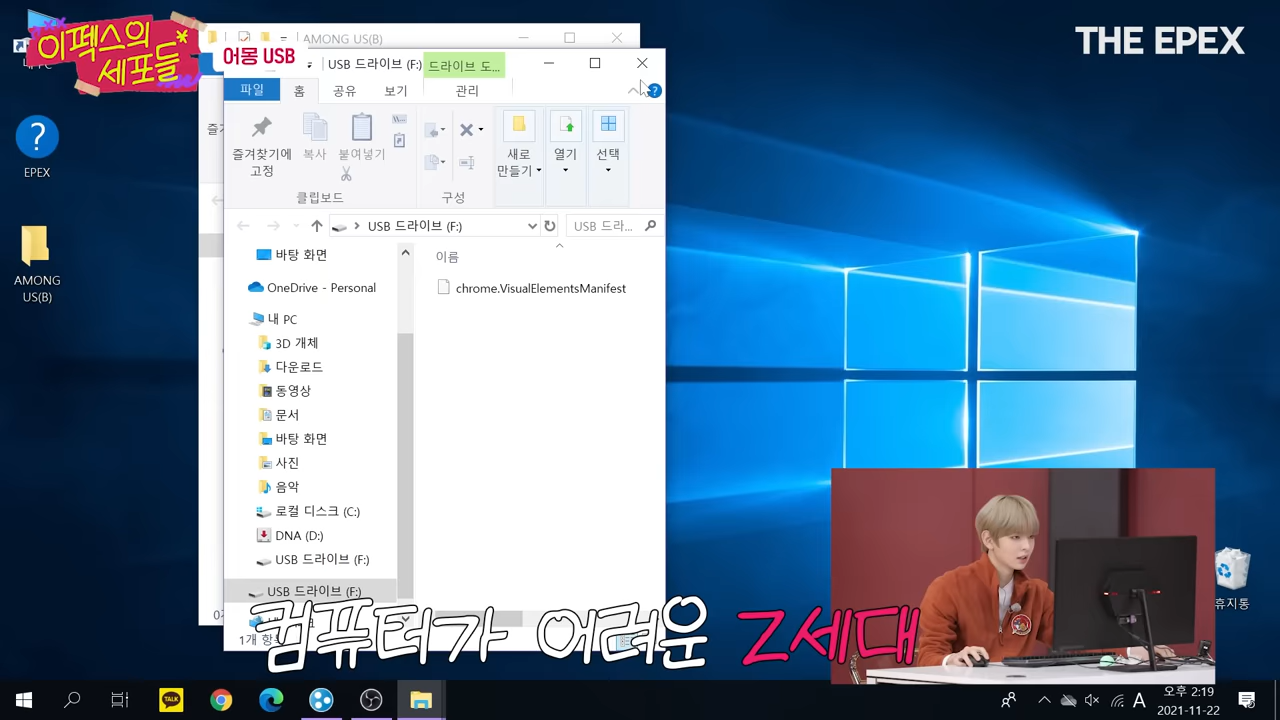 이펙스의
세포들
THE EPEX
AMONG US(B)
어몽 USB
USB 드라이브 (F:)
드라이브 도...
파일
홈
공유
보기
관리
?
즐겨찾기에
고정
복사
붙여넣기
새로
만들기
열기
선택
클립보드
구성
USB 드라이브 (F:)
USB 드라...
이름
chrome.VisualElementsManifest
바탕 화면
OneDrive - Personal
내 PC
3D 개체
다운로드
동영상
문서
바탕 화면
사진
음악
로컬 디스크 (C:)
DNA (D:)
USB 드라이브 (F:)
USB 드라이브 (F:)
1개 항
?
EPEX
AMONG
US(B)
휴지통
컴퓨터가 어려운 Z세대
TALK
A
오후 2:19
2021-11-22